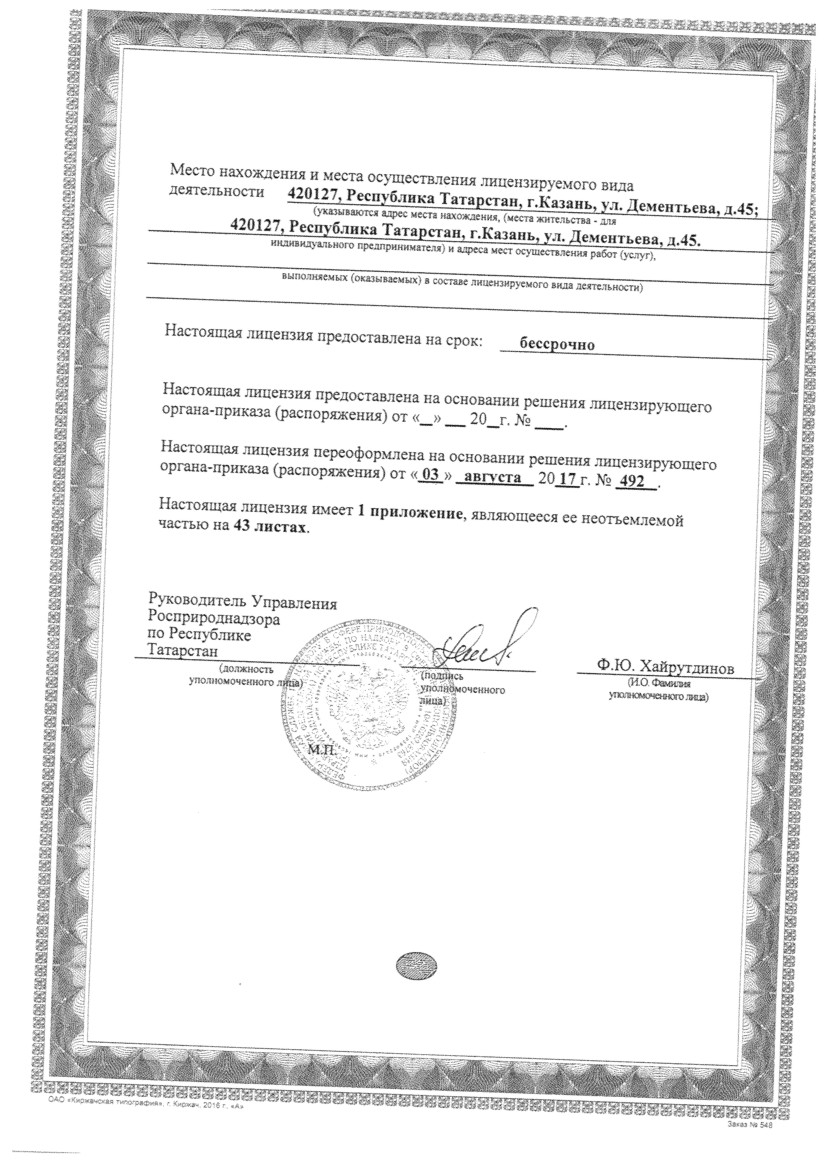 Место нахождения и места осуществления лицензируемого вида
деятельности 420127, Республика Татарстан, г.Казань, ул. Дементьева, д.45;
(указываются адрес места нахождения, (места жительства - для
420127, Республика Татарстан, г.Казань, ул. Дементьева, д.45.
индивидуального предпринимателя) и адреса мест осуществления работ (услуг),
выполняемых (оказываемых) в составе лицензируемого вида деятельности)
Настоящая лицензия предоставлена на срок: бессрочно
Настоящая лицензия предоставлена на основании решения лицензирующего
органа-приказа (распоряжения) от «__» ___ 20__г. № ____.
Настоящая лицензия переоформлена на основании решения лицензирующего
органа-приказа (распоряжения) от «03» августа 2017 г. № 492.
Настоящая лицензия имеет 1 приложение, являющееся ее неотъемлемой
частью на 43 листах.
Руководитель Управления
Росприроднадзора
по Республике
Татарстан
(должность
уполномоченного лица)
(подпись
уполномоченного
лица)
Ф.Ю. Хайрутдинов
(И.О. Фамилия
уполномоченного лица)
М.П.
ОАО «Киржачская типография», г. Киржач, 2016 г., «А»
Заказ № 548